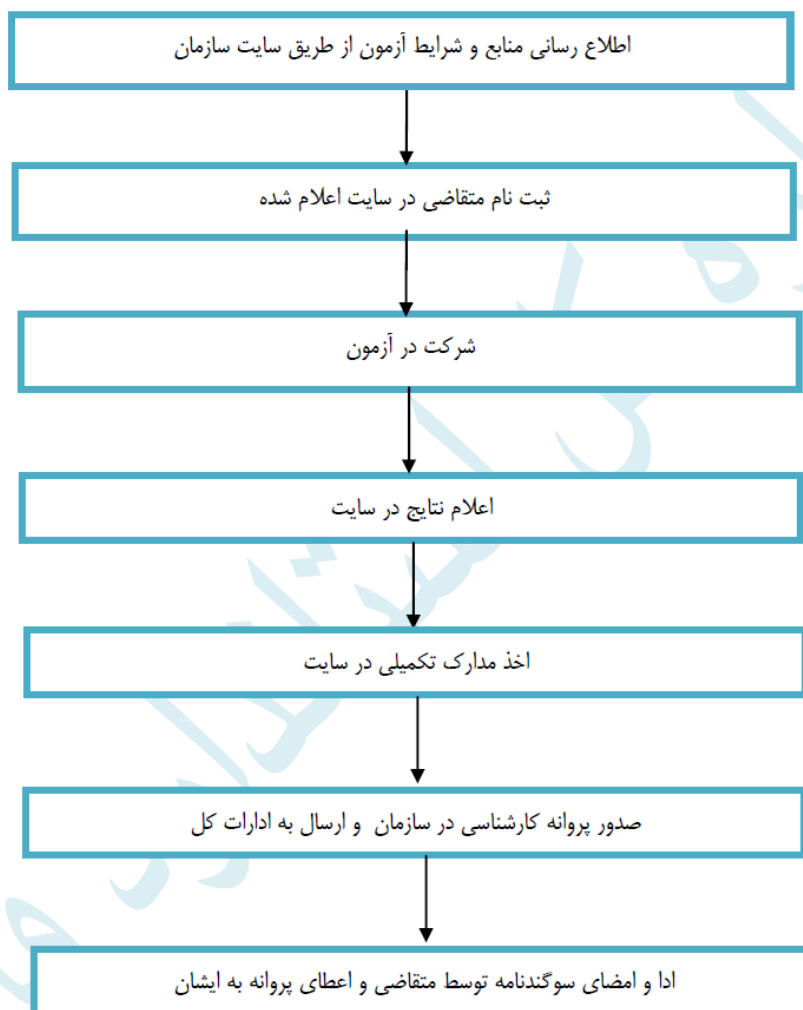 اطلاع رسانی منابع و شرایط آزمون از طریق سایت سازمان
ثبت نام متقاضی در سایت اعلام شده
شرکت در آزمون
اعلام نتایج در سایت
اخذ مدارک تکمیلی در سایت
صدور پروانه کارشناسی در سازمان و ارسال به ادارات کل
ادا و امضای سوگندنامه توسط متقاضی و اعطای پروانه به ایشان